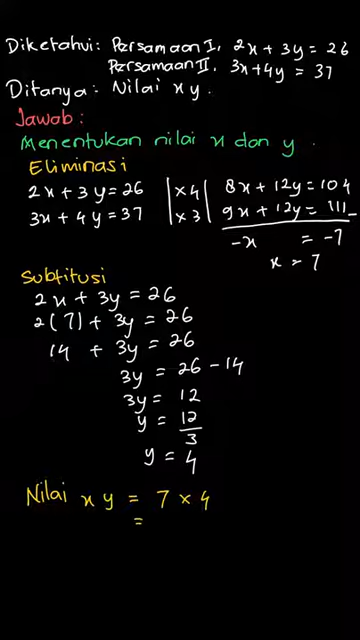 Diketahui: Persamaan I, 2x + 3y = 26
Persamaan II, 3x + 4y = 37
Ditanya: Nilai xy.
Jawab:
Menentukan nilai x dan y.
Eliminasi
2x + 3y = 26 | x 4 | 8x + 12y = 104
3x + 4y = 37 | x 3 | 9x + 12y = 111
-x = -7
x = 7
Subtitusi
2x + 3y = 26
2(7) + 3y = 26
14 + 3y = 26
3y = 26 - 14
3y = 12
y = 12/3
y = 4
Nilai xy = 7 x 4
=